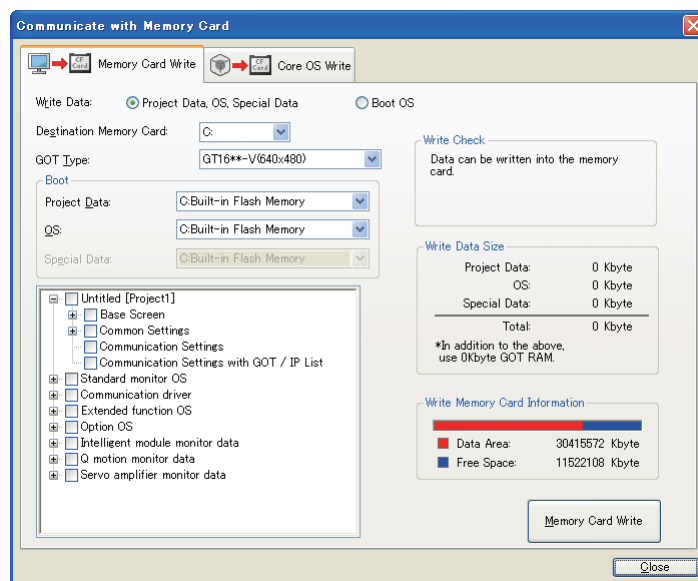 Communicate with Memory Card
CF Card Memory Card Write
CF Card Core OS Write
Write Data: Project Data, OS, Special Data Boot OS
Destination Memory Card: C:
GOT Type: GT16**-V(640x480)
Boot
Project Data: C:Built-in Flash Memory
OS: C:Built-in Flash Memory
Special Data: C:Built-in Flash Memory
Untitled [Project1]
Base Screen
Common Settings
Communication Settings
Communication Settings with GOT / IP List
Standard monitor OS
Communication driver
Extended function OS
Option OS
Intelligent module monitor data
Q motion monitor data
Servo amplifier monitor data
Write Check
Data can be written into the memory
card.
Write Data Size
Project Data: 0 Kbyte
OS: 0 Kbyte
Special Data: 0 Kbyte
Total: 0 Kbyte
*In addition to the above,
use 0Kbyte GOT RAM.
Write Memory Card Information
Data Area: 30415572 Kbyte
Free Space: 11522108 Kbyte
Memory Card Write
Close